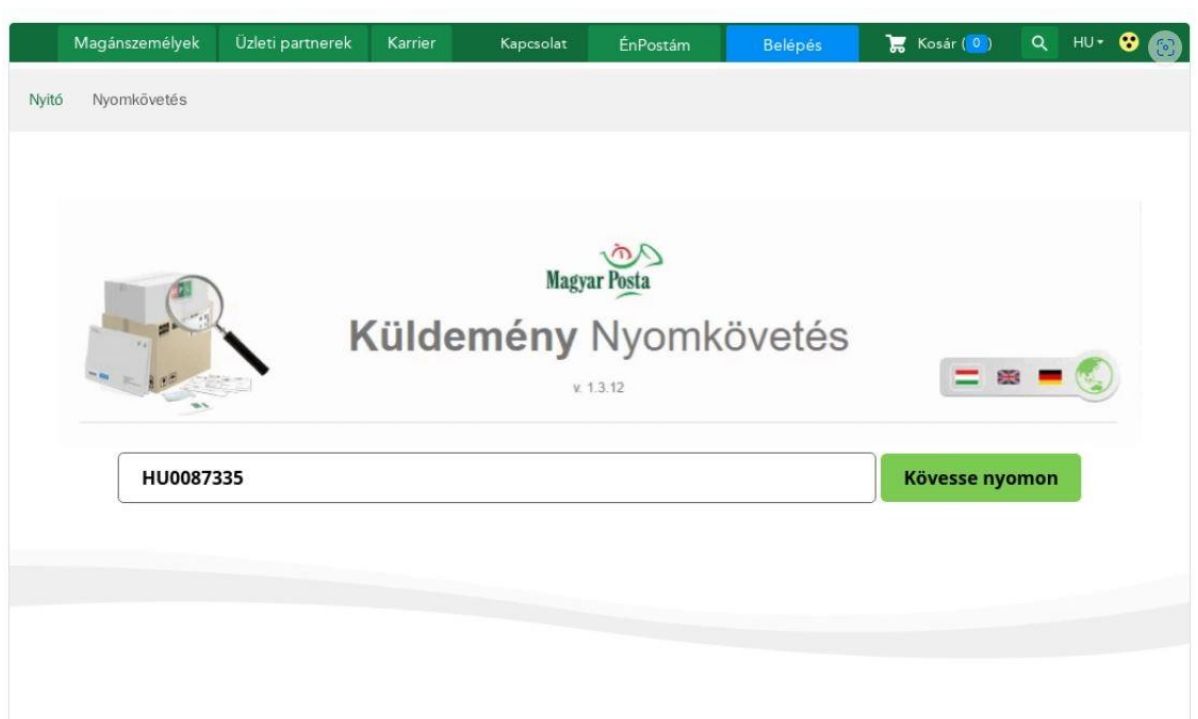 Magánszemélyek Üzleti partnerek Karrier Kapcsolat ÉnPostám Belépés Kosár (0) HU
Nyitó Nyomkövetés
Magyar Posta
Küldemény Nyomkövetés
v. 1.3.12
HU0087335 Kövesse nyomon